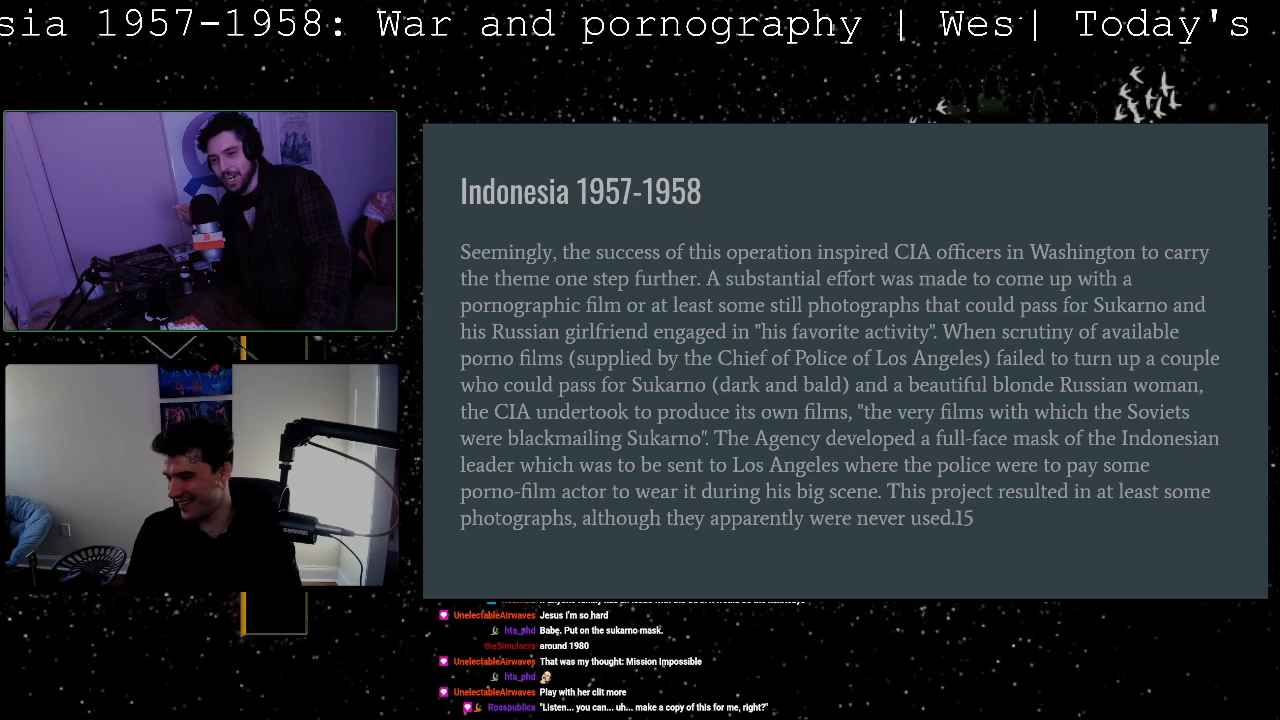 sia 1957-1958: War and pornography | Wes | Today's
Indonesia 1957-1958
Seemingly, the success of this operation inspired CIA officers in Washington to carry
the theme one step further. A substantial effort was made to come up with a
pornographic film or at least some still photographs that could pass for Sukarno and
his Russian girlfriend engaged in "his favorite activity". When scrutiny of available
porno films (supplied by the Chief of Police of Los Angeles) failed to turn up a couple
who could pass for Sukarno (dark and bald) and a beautiful blonde Russian woman,
the CIA undertook to produce its own films, "the very films with which the Soviets
were blackmailing Sukarno". The Agency developed a full-face mask of the Indonesian
leader which was to be sent to Los Angeles where the police were to pay some
porno-film actor to wear it during his big scene. This project resulted in at least some
photographs, although they apparently were never used.15
UnelectableAirwaves Jesus I'm so hard
hta_phd Babe. Put on the sukarno mask.
theStmulacra around 1980
UnelectableAirwaves That was my thought: Mission Impossible
hta_phd
UnelectableAirwaves Play with her clit more
Rosspublica "Listen... you can... uh... make a copy of this for me, right?"
SHURE